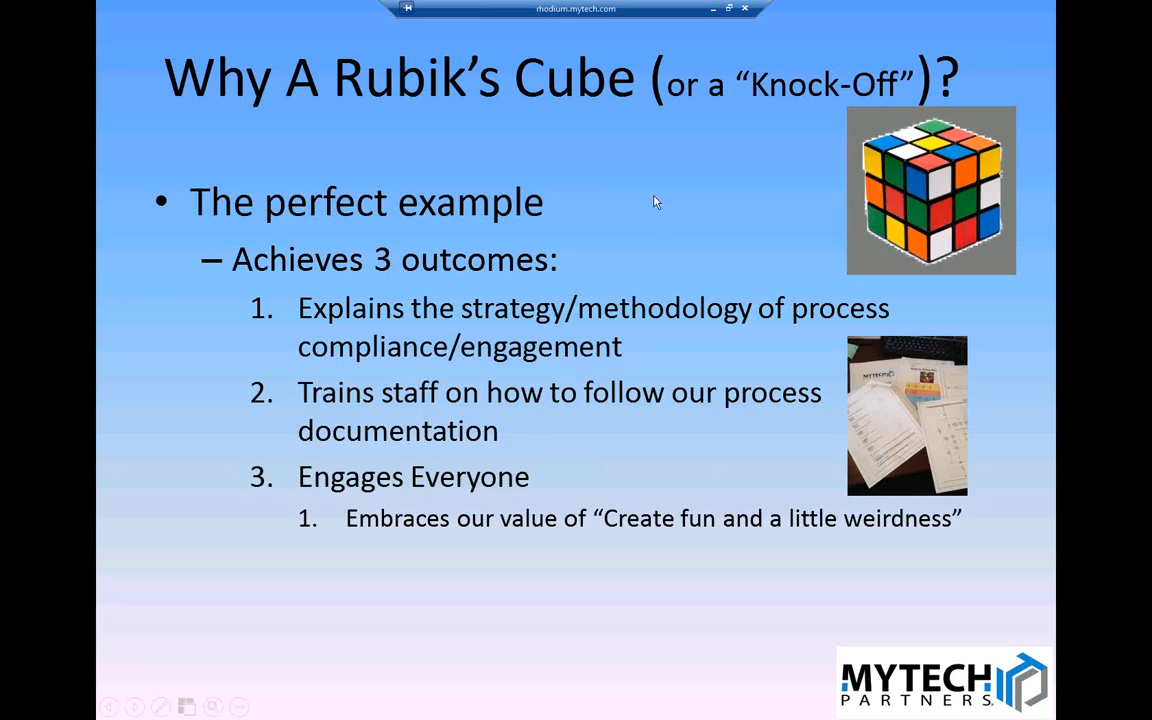 rhodium.mytech.com
Why A Rubik’s Cube (or a “Knock-Off”)?
• The perfect example
– Achieves 3 outcomes:
1. Explains the strategy/methodology of process
compliance/engagement
2. Trains staff on how to follow our process
documentation
3. Engages Everyone
1. Embraces our value of “Create fun and a little weirdness”
MYTECH
MYTECH
PARTNERS